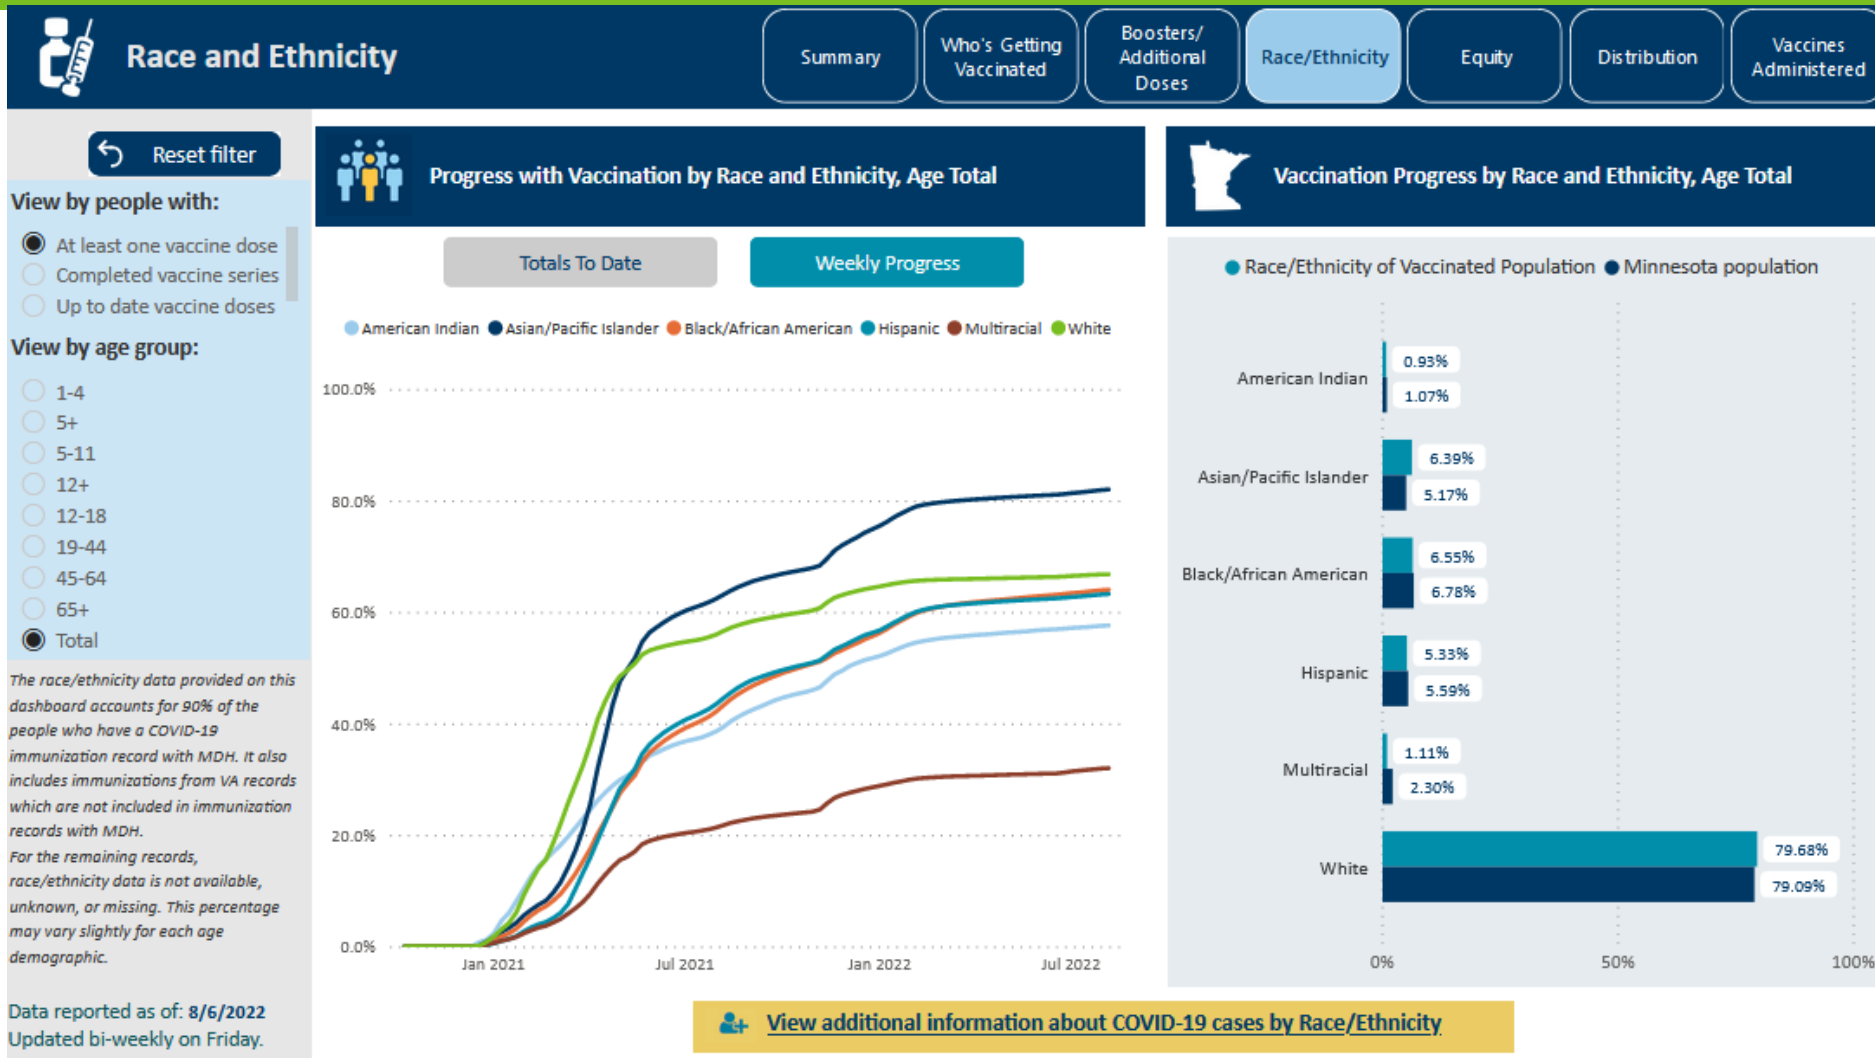 Race and Ethnicity
Summary
Who's Getting
Vaccinated
Boosters/
Additional
Doses
Race/Ethnicity
Equity
Distribution
Vaccines
Administered
Reset filter
View by people with:
At least one vaccine dose
Completed vaccine series
Up to date vaccine doses
View by age group:
1-4
5+
5-11
12+
12-18
19-44
45-64
65+
Total
The race/ethnicity data provided on this
dashboard accounts for 90% of the
people who have a COVID-19
immunization record with MDH. It also
includes immunizations from VA records
which are not included in immunization
records with MDH.
For the remaining records,
race/ethnicity data is not available,
unknown, or missing. This percentage
may vary slightly for each age
demographic.
Data reported as of: 8/6/2022
Updated bi-weekly on Friday.
Progress with Vaccination by Race and Ethnicity, Age Total
Totals To Date
Weekly Progress
American Indian Asian/Pacific Islander Black/African American Hispanic Multiracial White
100.0%
80.0%
60.0%
40.0%
20.0%
0.0%
Jan 2021 Jul 2021 Jan 2022 Jul 2022
Vaccination Progress by Race and Ethnicity, Age Total
Race/Ethnicity of Vaccinated Population Minnesota population
American Indian
0.93%
1.07%
Asian/Pacific Islander
6.39%
5.17%
Black/African American
6.55%
6.78%
Hispanic
5.33%
5.59%
Multiracial
1.11%
2.30%
White
79.68%
79.09%
0% 50% 100%
View additional information about COVID-19 cases by Race/Ethnicity